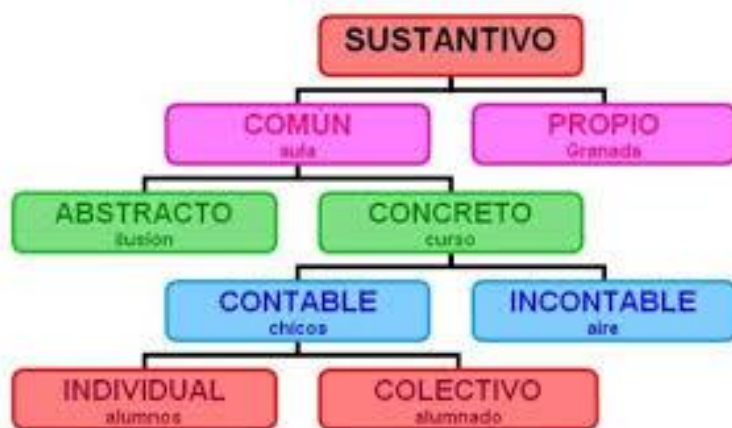 SUSTANTIVO
COMÚN
aula
PROPIO
Granada
ABSTRACTO
ilusión
CONCRETO
curso
CONTABLE
chicos
INCONTABLE
aire
INDIVIDUAL
alumnos
COLECTIVO
alumnado